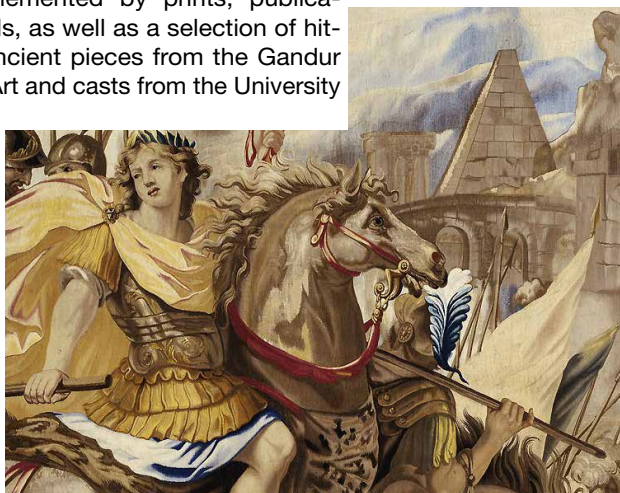 plemented by prints, publica-
ls, as well as a selection of hit-
ncient pieces from the Gandur
Art and casts from the University